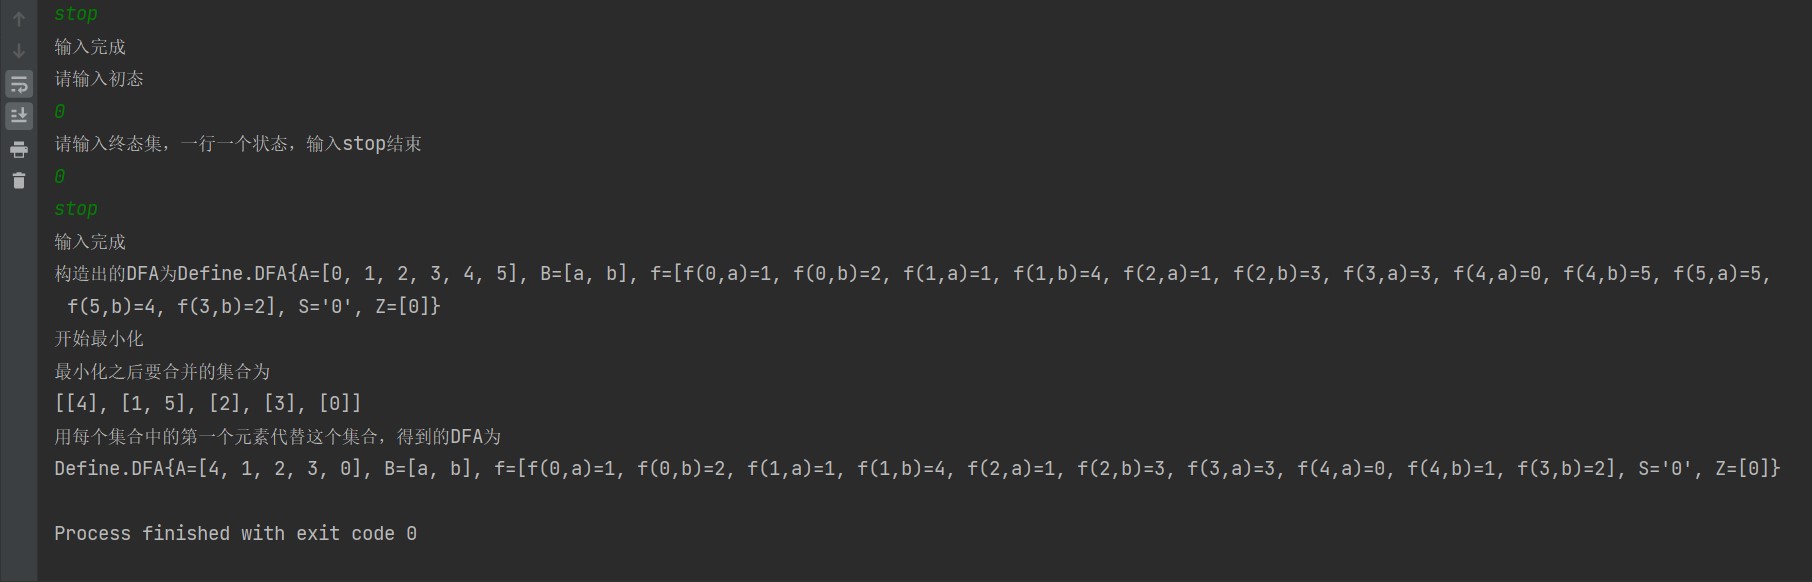 stop
输入完成
请输入初态
0
请输入终态集，一行一个状态，输入stop结束
0
stop
输入完成
构造出的DFA为Define.DFA{A=[0, 1, 2, 3, 4, 5], B=[a, b], f=[f(0,a)=1, f(0,b)=2, f(1,a)=1, f(1,b)=4, f(2,a)=1, f(2,b)=3, f(3,a)=3, f(4,a)=0, f(4,b)=5, f(5,a)=5,
f(5,b)=4, f(3,b)=2], S='0', Z=[0]}
开始最小化
最小化之后要合并的集合为
[[4], [1, 5], [2], [3], [0]]
用每个集合中的第一个元素代替这个集合，得到的DFA为
Define.DFA{A=[4, 1, 2, 3, 0], B=[a, b], f=[f(0,a)=1, f(0,b)=2, f(1,a)=1, f(1,b)=4, f(2,a)=1, f(2,b)=3, f(3,a)=3, f(4,a)=0, f(4,b)=1, f(3,b)=2], S='0', Z=[0]}
Process finished with exit code 0